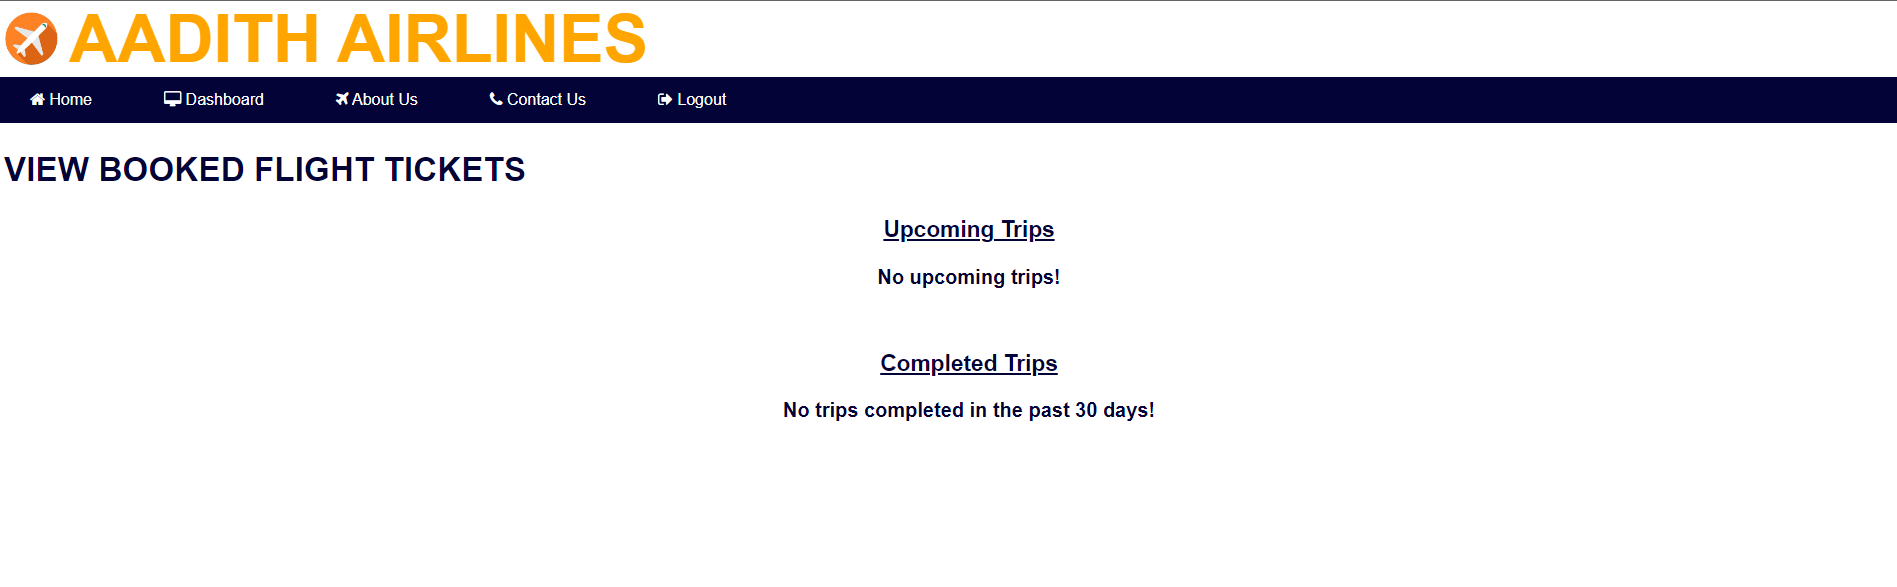 AADITH AIRLINES
Home Dashboard About Us Contact Us Logout
VIEW BOOKED FLIGHT TICKETS
Upcoming Trips
No upcoming trips!
Completed Trips
No trips completed in the past 30 days!